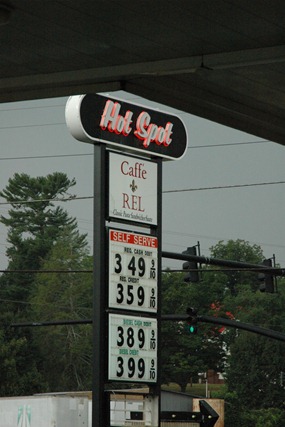 Hot Spot
Caffe
REL
SELF SERVE
REG. CASH ONLY
3 49 9/10
REG. CREDIT
3 59 9/10
DIESEL CASH ONLY
3 89 9/10
DIESEL CREDIT
3 99 9/10